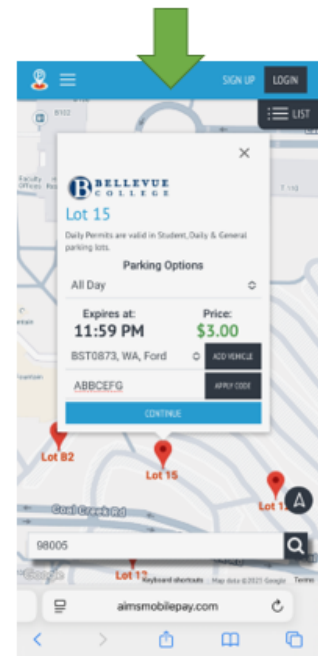 SIGN UP LOGIN
LIST
B102
BELLEVUE
COLLEGE
Lot 15
Daily Permits are valid in Student, Daily & General
parking lots.
Parking Options
All Day
Expires at: Price:
11:59 PM $3.00
BST0873, WA, Ford ADD VEHICLE
ABBCEFG APPLY CODE
CONTINUE
Lot B2
Lot 15
Coal Creek Rd
98005
Google
Keyboard shortcuts Map data ©2021 Google Terms
aimsmobilepay.com